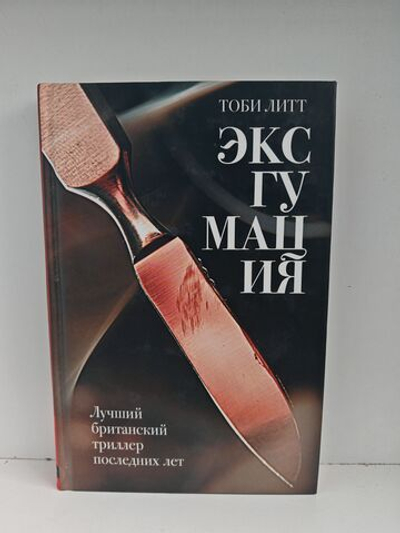 ТОБИ ЛИТТ
ЭКС
ГУ
МАЦ
ИЯ
Лучший
британский
триллер
последних лет